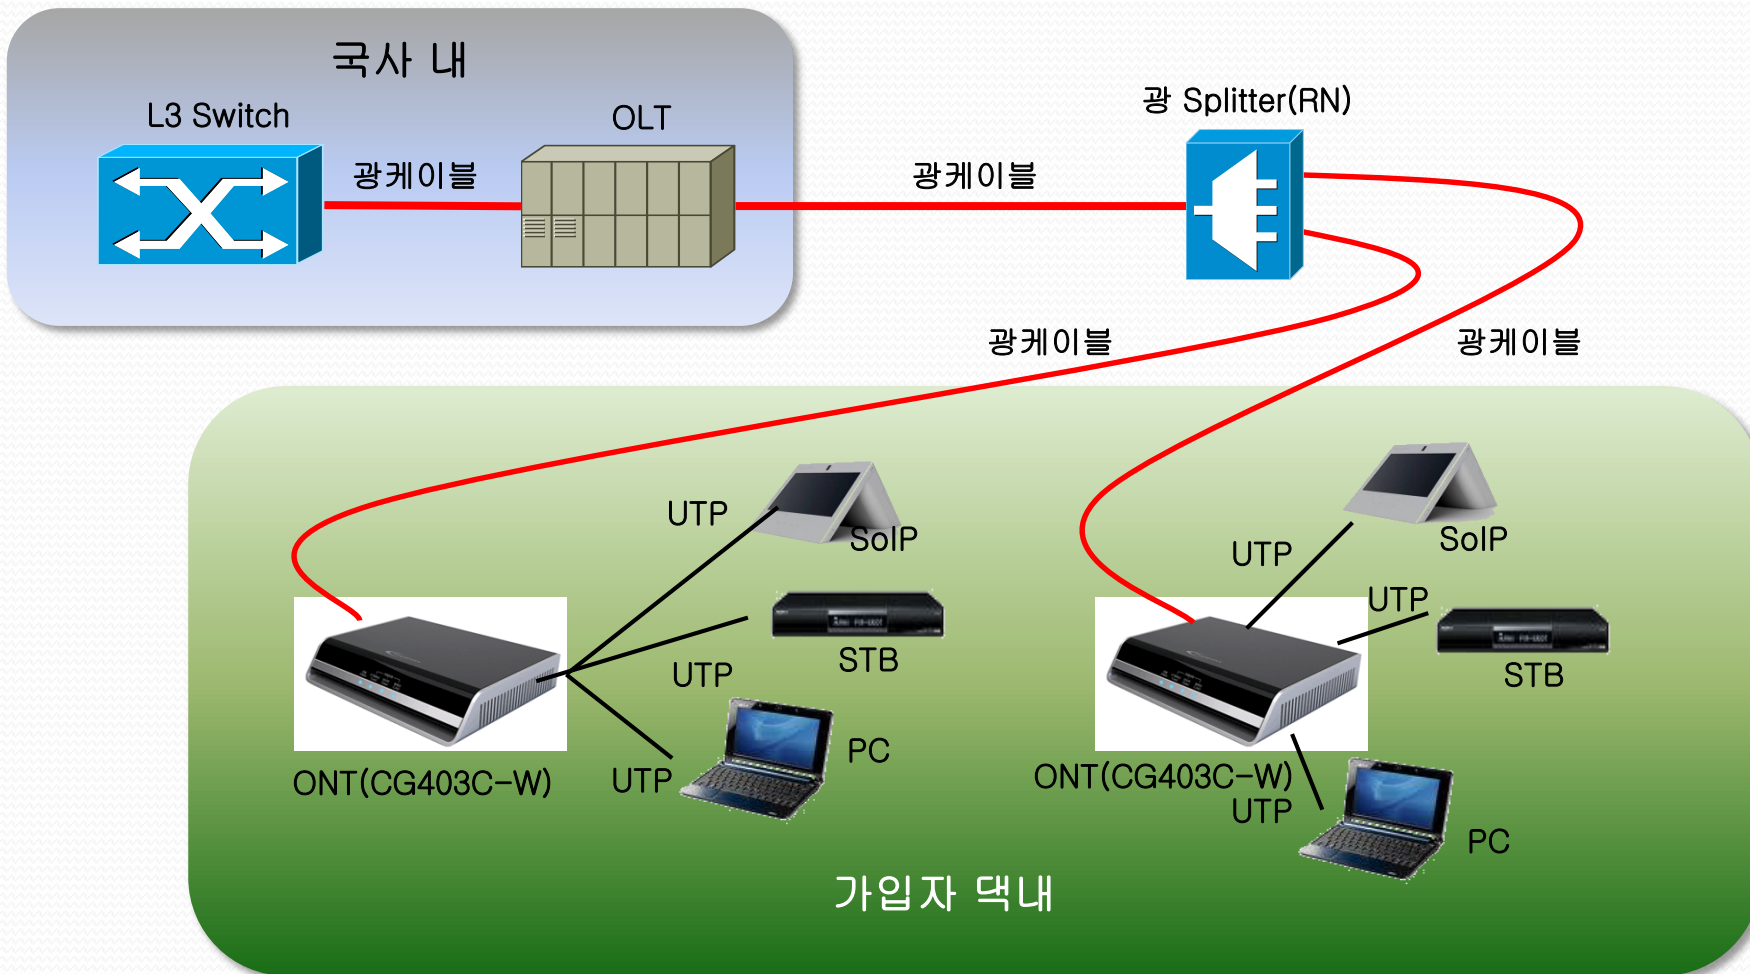 국사 내
L3 Switch
OLT
광 Splitter(RN)
광케이블
광케이블
광케이블
광케이블
UTP
SoIP
UTP
SoIP
UTP
STB
UTP
STB
UTP
PC
ONT(CG403C-W)
UTP
ONT(CG403C-W)
UTP
PC
가입자 댁내